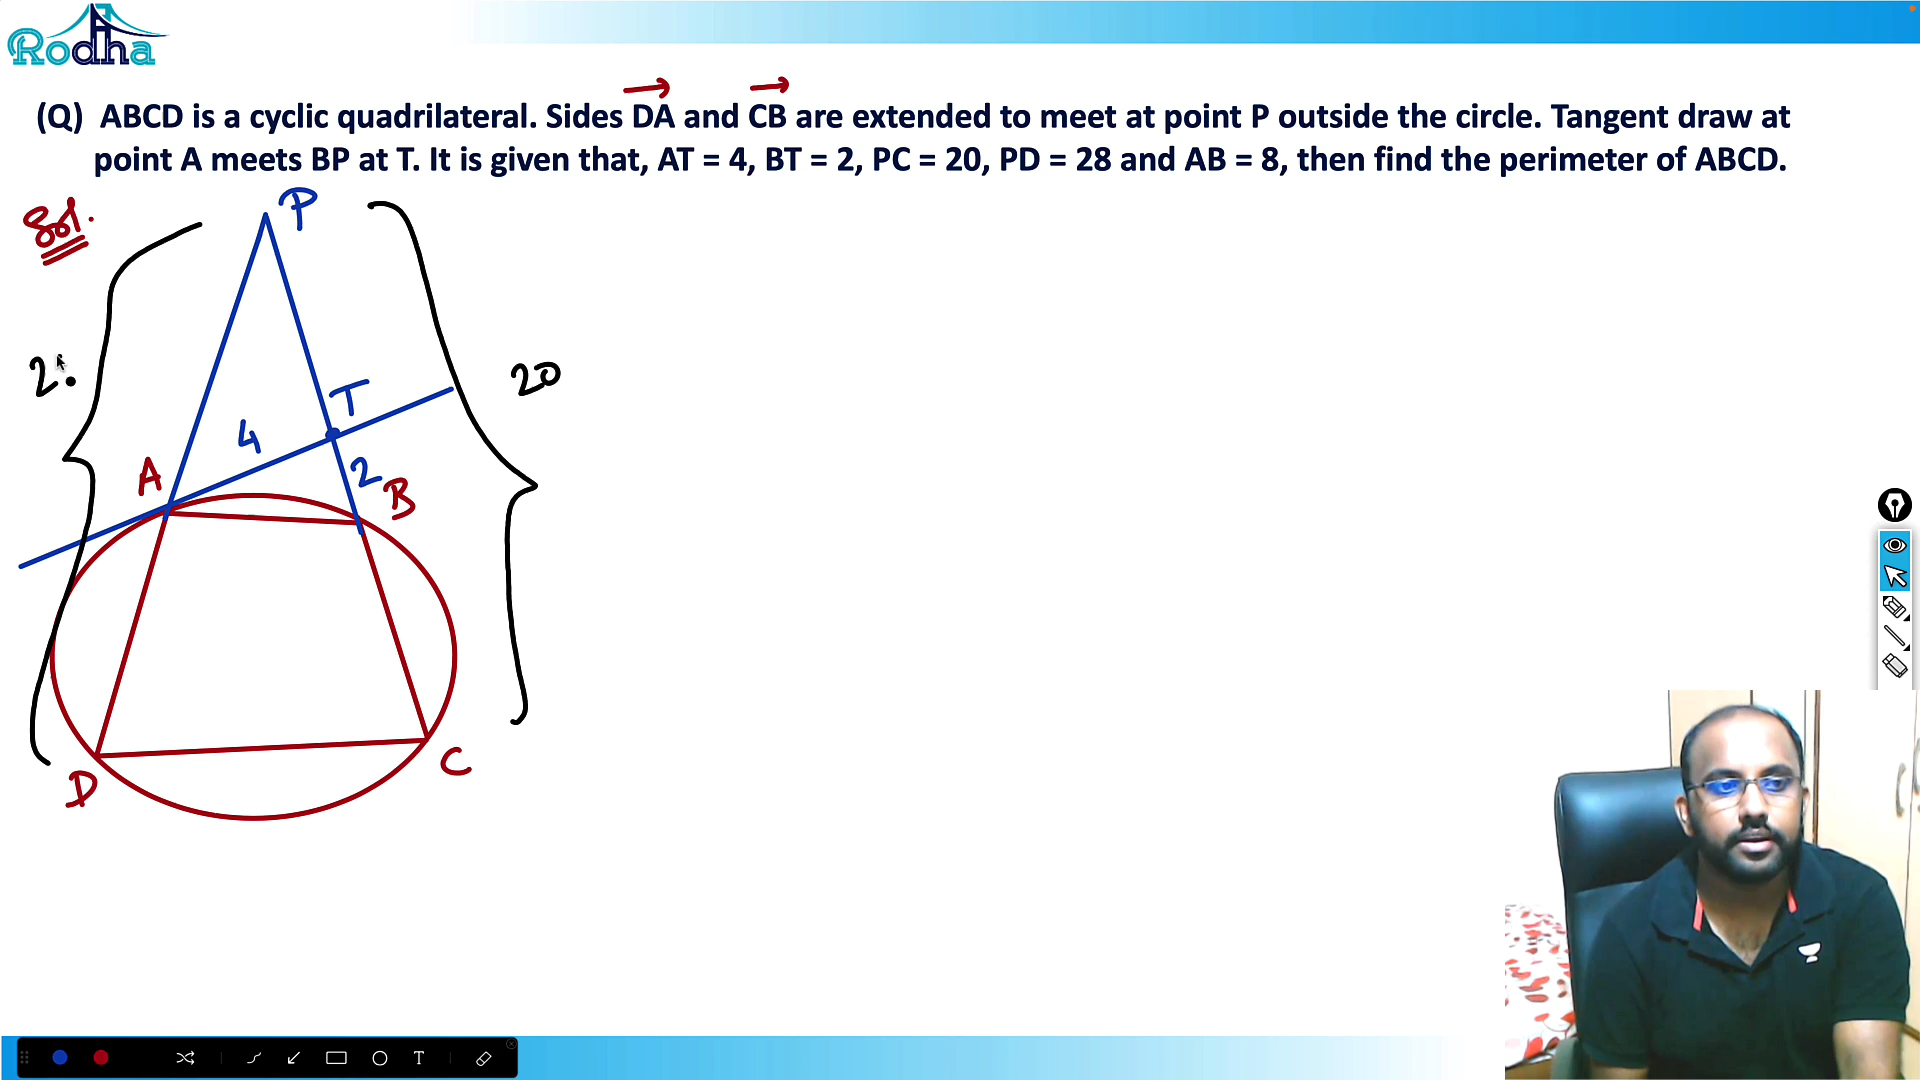 Rodha
(Q) ABCD is a cyclic quadrilateral. Sides DA and CB are extended to meet at point P outside the circle. Tangent draw at
point A meets BP at T. It is given that, AT = 4, BT = 2, PC = 20, PD = 28 and AB = 8, then find the perimeter of ABCD.
Sol.
P
2
20
T
4
2
A
B
D
C
T